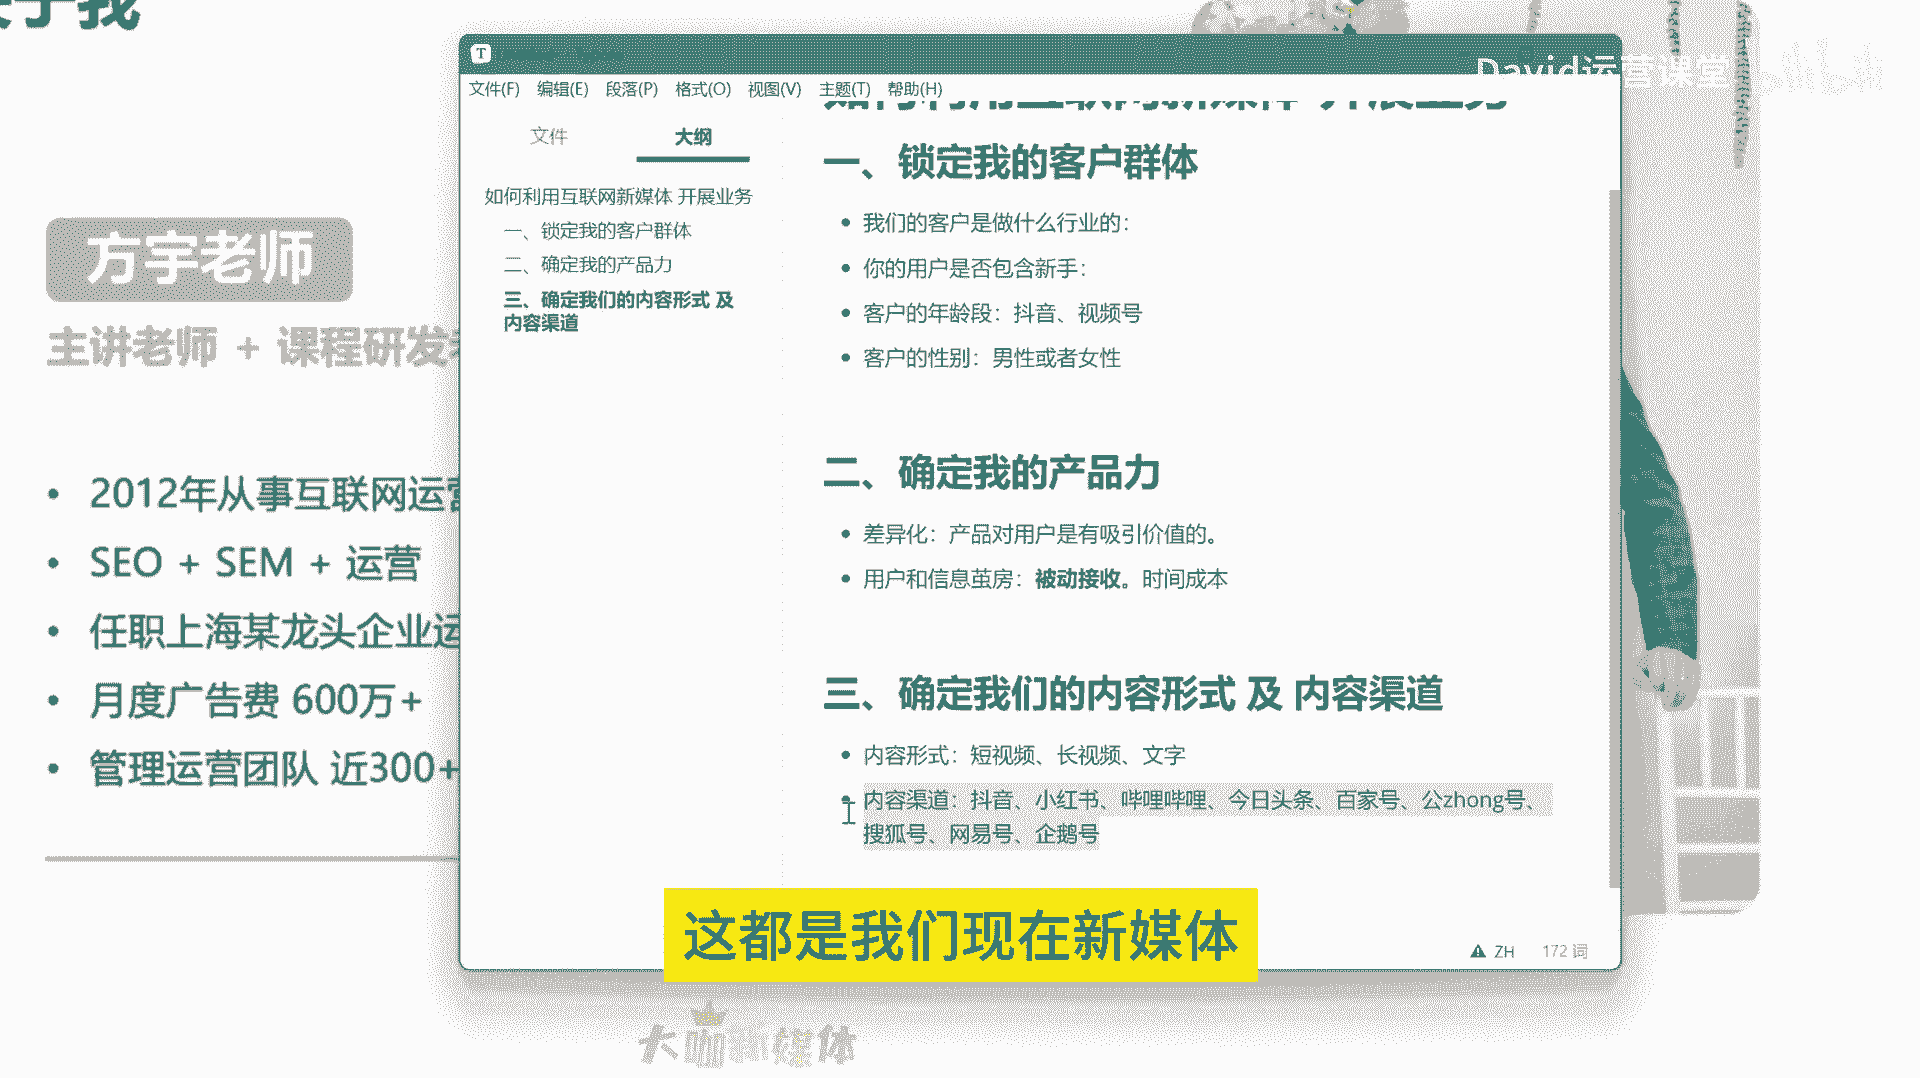 于我
方宇老师
主讲老师 + 课程研发
2012年从事互联网运营
SEO + SEM + 运营
任职上海某龙头企业运
月度广告费 600万+
管理运营团队 近300+
T
David运营课堂
文件(F) 编辑(E) 段落(P) 格式(O) 视图(V) 主题(T) 帮助(H)
文件 大纲
如何利用互联网新媒体 开展业务
一、锁定我的客户群体
二、确定我的产品力
三、确定我们的内容形式 及
内容渠道
如何利用互联网新媒体 开展业务
一、锁定我的客户群体
我们的客户是做什么行业的：
你的用户是否包含新手：
客户的年龄段：抖音、视频号
客户的性别：男性或者女性
二、确定我的产品力
差异化：产品对用户是有吸引价值的。
用户和信息茧房：被动接收。时间成本
三、确定我们的内容形式 及 内容渠道
内容形式：短视频、长视频、文字
内容渠道：抖音、小红书、哔哩哔哩、今日头条、百家号、公zhong号、
搜狐号、网易号、企鹅号
这都是我们现在新媒体
ZH 172 词
大咖新媒体